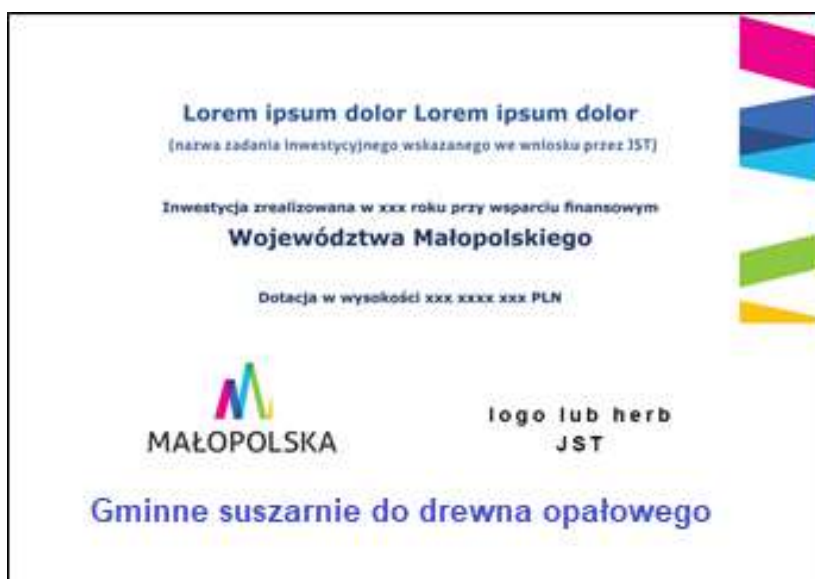 Lorem ipsum dolor Lorem ipsum dolor
(nazwa zadania inwestycyjnego wskazanego we wniosku przez JST)
Inwestycja zrealizowana w xxx roku przy wsparciu finansowym
Województwa Małopolskiego
Dotacja w wysokości xxx xxxx xxx PLN
MAŁOPOLSKA
logo lub herb
JST
Gminne suszarnie do drewna opałowego